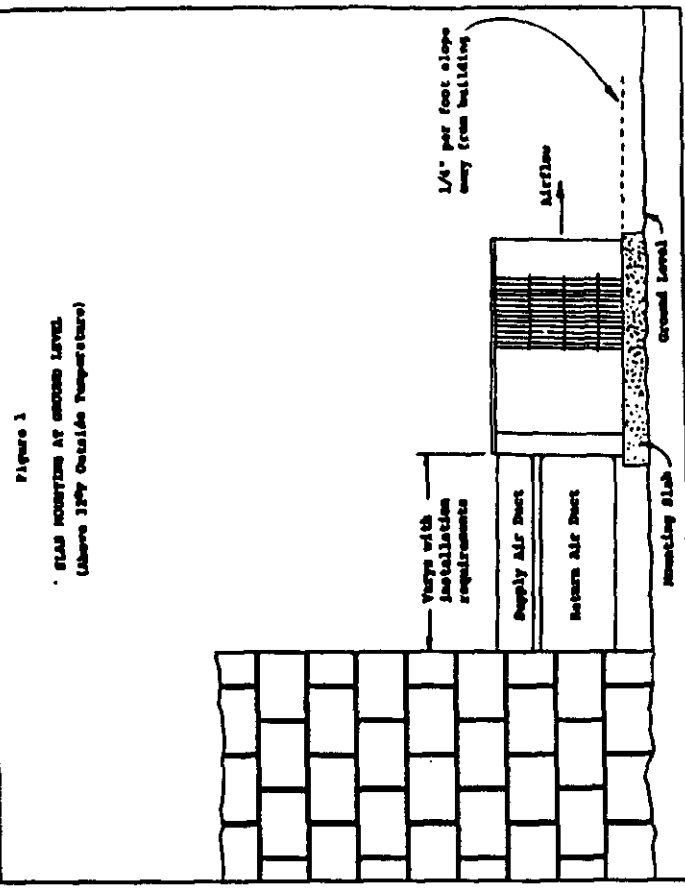 Figure 1
SLAB MOUNTING AT GROUND LEVEL
(Above 12°F Outside Temperature)
1/4" per foot slope
away from building
Airflow
Varys with
installation
requirements
Supply Air Duct
Return Air Duct
Mounting Slab
Ground Level